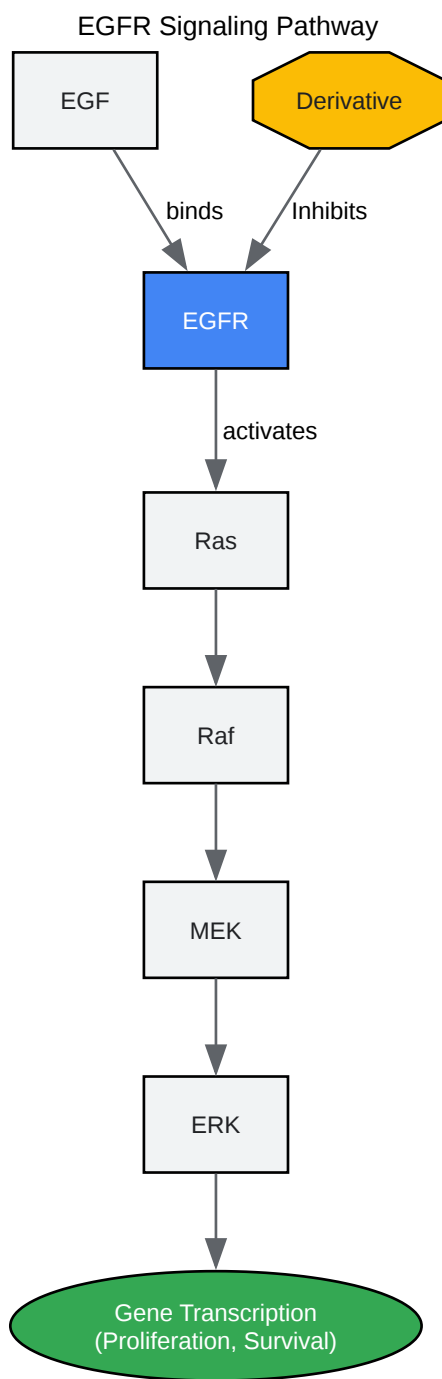 EGFR Signaling Pathway
EGF
Derivative
binds
Inhibits
EGFR
activates
Ras
Raf
MEK
ERK
Gene Transcription
(Proliferation, Survival)